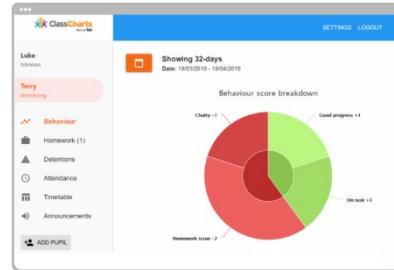 ClassCharts
SETTINGS LOGOUT
Luke
Johnson
Terry
Armstrong
Behaviour
Homework (1)
Detentions
Attendance
Timetable
Announcements
ADD PUPIL
Showing 32-days
Date: 19/03/2019 - 19/04/2019
Behaviour score breakdown
Chatty -1
Good progress +1
On task +1
Homework issue -2